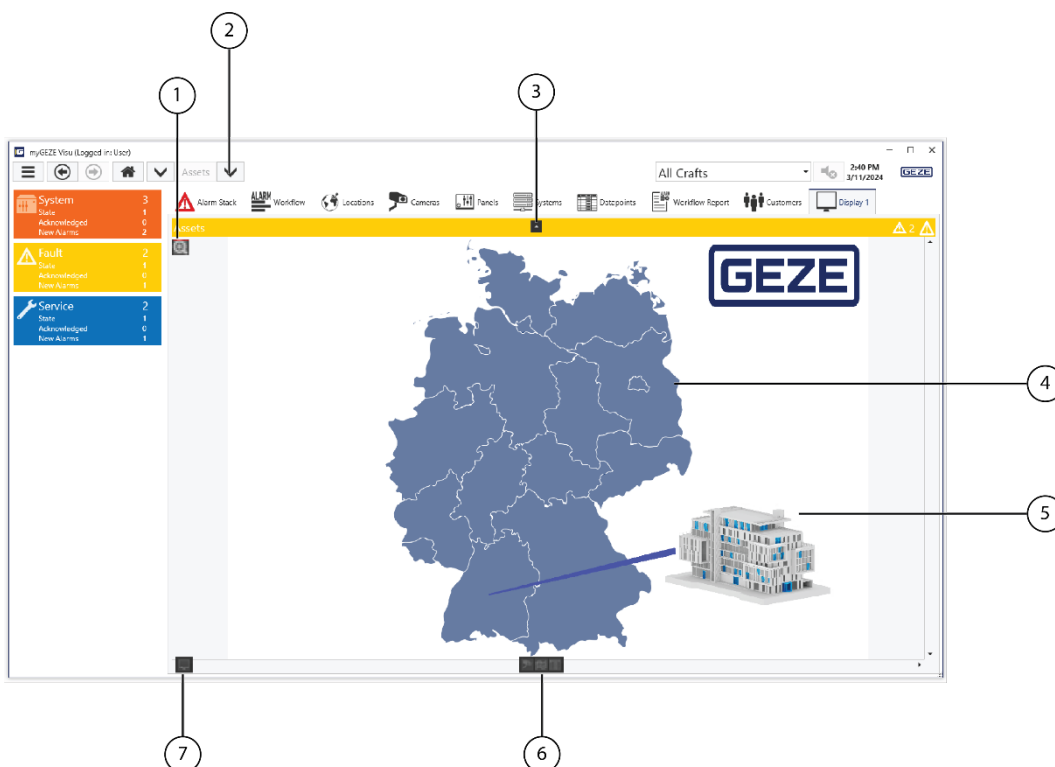 2
1
3
myGEZE Visu (Logged in: User)
Assets
All Crafts
2:40 PM
3/11/2024
GEZE
System 3
State 1
Acknowledged 0
New Alarms 2
Alarm Stack
ALARM
Workflow
Locations
Cameras
Panels
Systems
Datapoints
Workflow Report
Customers
Display 1
Assets
2
Fault 2
State 1
Acknowledged 0
New Alarms 1
GEZE
Service 2
State 1
Acknowledged 0
New Alarms 1
4
5
7
6